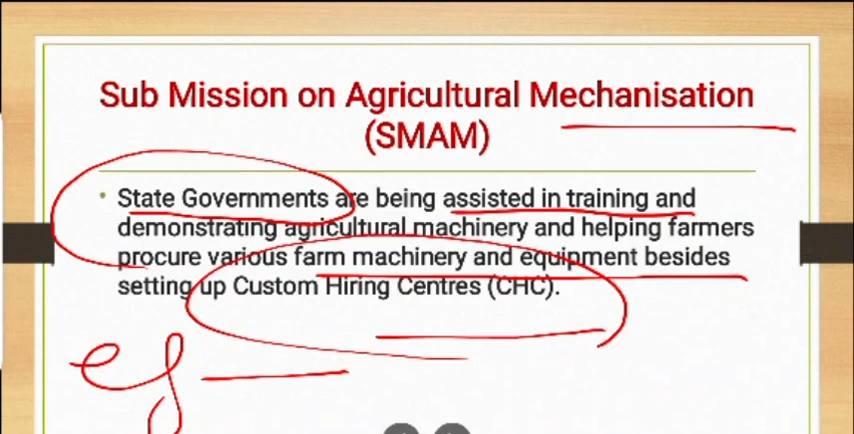 Sub Mission on Agricultural Mechanisation
(SMAM)
• State Governments are being assisted in training and
demonstrating agricultural machinery and helping farmers
procure various farm machinery and equipment besides
setting up Custom Hiring Centres (CHC).
eg